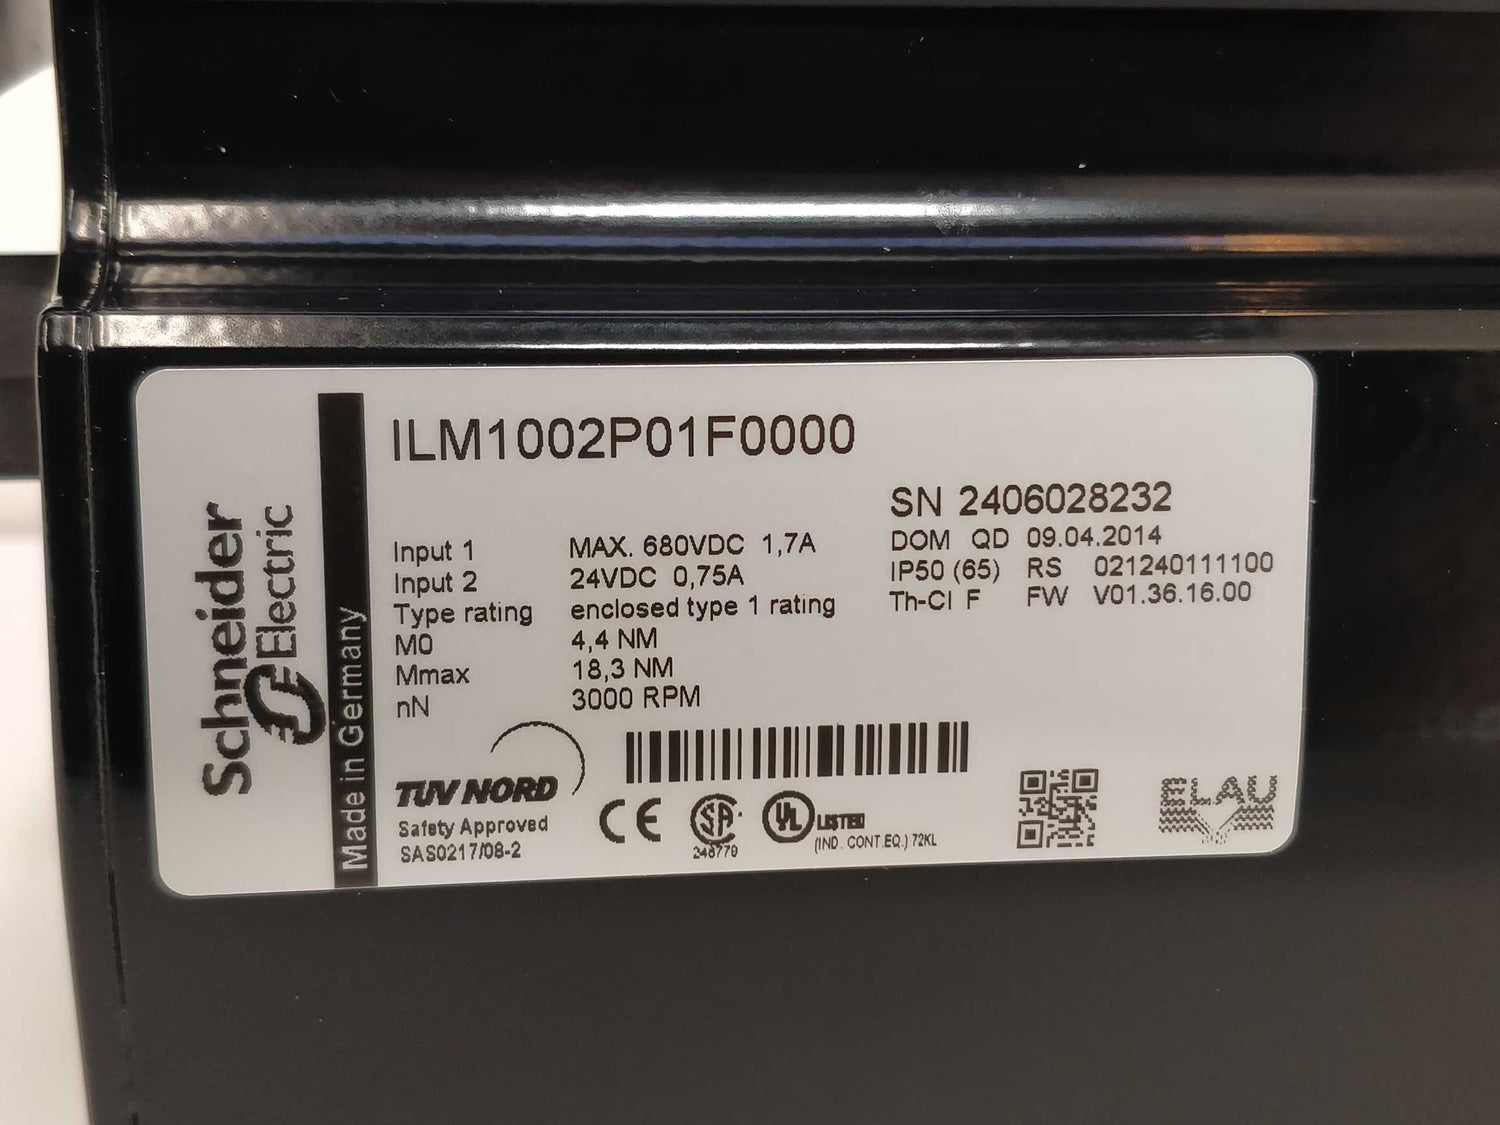 Schneider
Electric
Made in Germany
ILM1002P01F0000
SN 2406028232
DOM QD 09.04.2014
IP50 (65) RS 021240111100
Th-Cl F FW V01.36.16.00
Input 1 MAX. 680VDC 1,7A
Input 2 24VDC 0,75A
Type rating enclosed type 1 rating
M0 4,4 NM
Mmax 18,3 NM
nN 3000 RPM
TUV NORD
Safety Approved
SAS0217/08-2
CE
SA
248779
UL
LISTED
(IND. CONT.EQ.) 72KL
ELAU